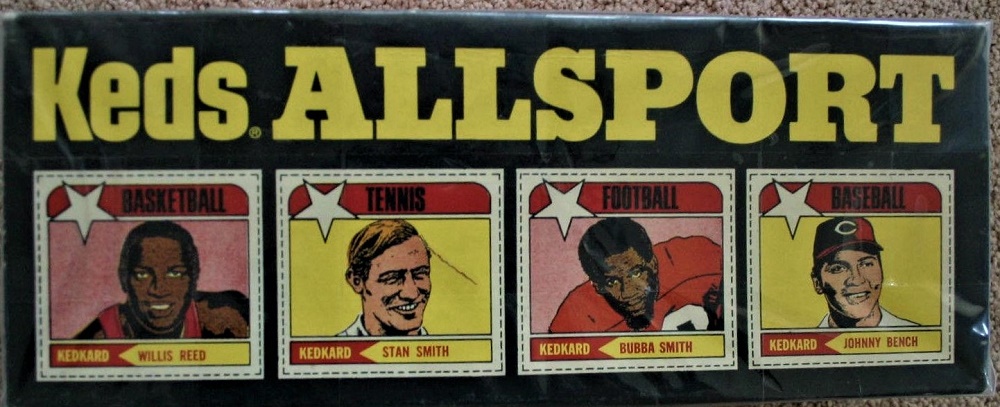 Keds® ALLSPORT
BASKETBALL
KEDKARD WILLIS REED
TENNIS
KEDKARD STAN SMITH
FOOTBALL
KEDKARD BUBBA SMITH
BASEBALL
C
KEDKARD JOHNNY BENCH